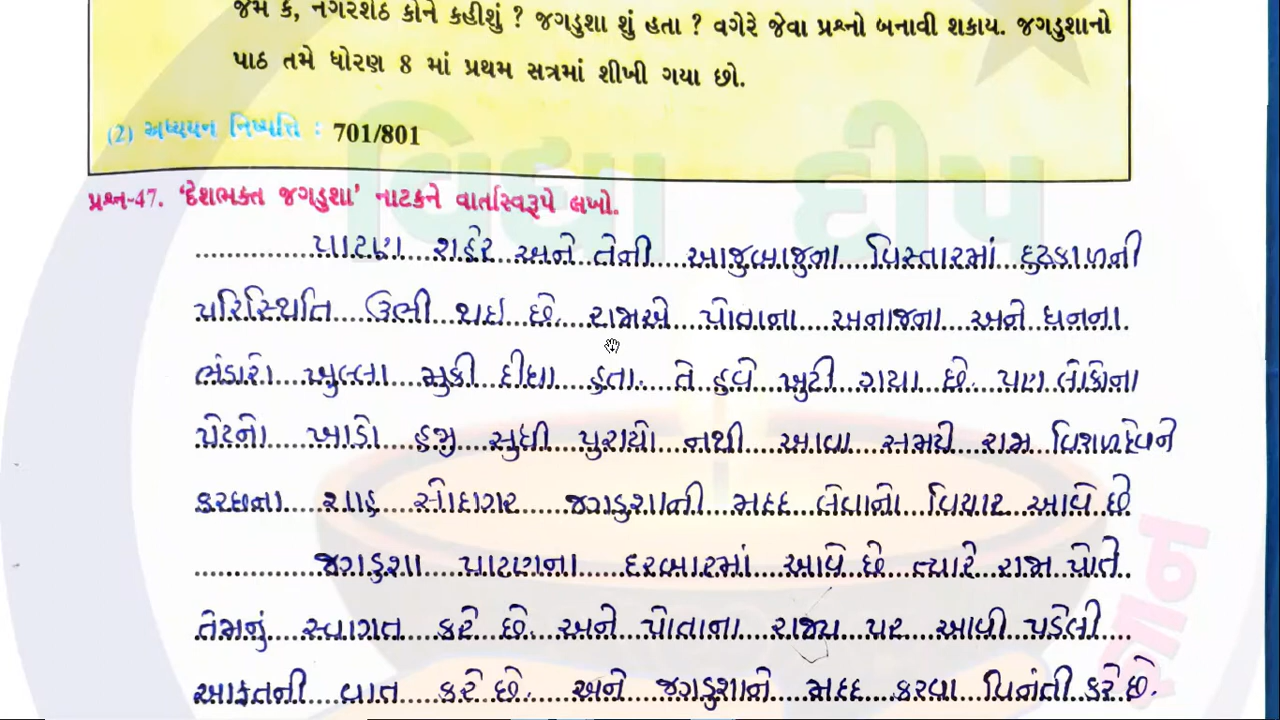 જેમ કે, નગરશેઠ કોને કહીશું ? જગડુશા શું હતા ? વગેરે જેવા પ્રશ્નો બનાવી શકાય. જગડુશાનો
પાઠ તમે ધોરણ 8 માં પ્રથમ સત્રમાં શીખી ગયા છો.
(2) અધ્યયન નિષ્પત્તિ : 701/801
વિદ્યા દીપ
પ્રશ્ન-47. ‘દેશભક્ત જગડુશા’ નાટકને વાર્તાસ્વરૂપે લખો.
પાટણ શહેર અને તેની આજુબાજુના વિસ્તારમાં દુષ્કાળની
પરિસ્થિતિ ઉભી થઇ છે. રાજાએ પોતાના અનાજના અને ધનના
ભંડારો ખુલ્લા મુકી દીધા હતા. તે હવે ખુટી ગયા છે. પણ લોકોના
પેટનો ખાડો હજુ સુધી પુરાયો નથી આવા સમયે રાજા વિશળદેવને
કચ્છના શાહ સોદાગર જગડુશાની મદદ લેવાનો વિચાર આવે છે
જગડુશા પાટણના દરબારમાં આવે છે ત્યારે રાજા પોતે
તેમનું સ્વાગત કરે છે. અને પોતાના રાજ્ય પર આવી પડેલી
આફતની વાત કરે છે. અને જગડુશાને મદદ કરવા વિનંતી કરે છે.